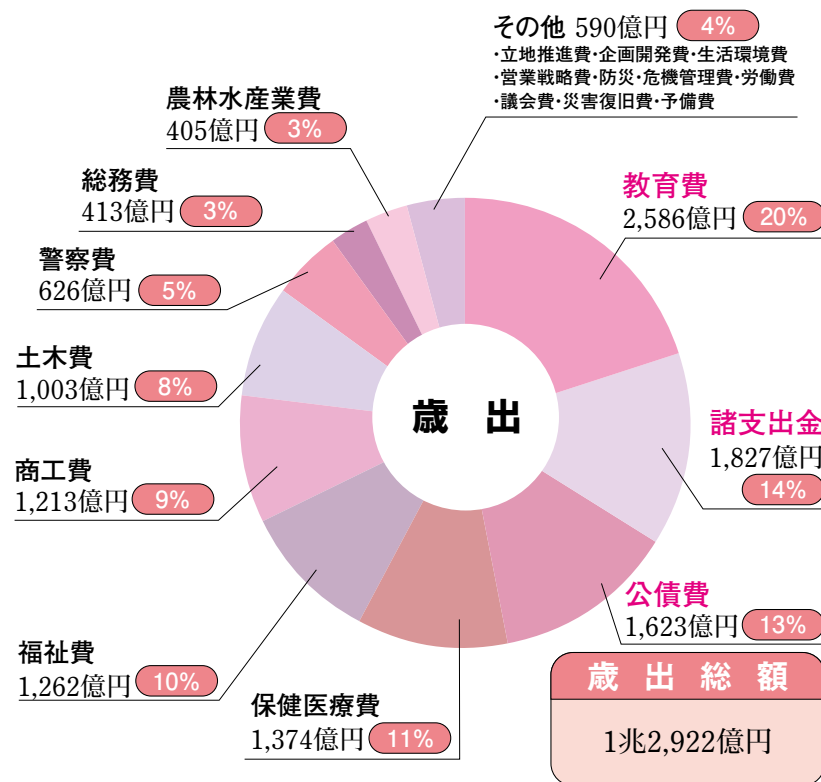 その他 590億円 4%
・立地推進費・企画開発費・生活環境費
・営業戦略費・防災・危機管理費・労働費
・議会費・災害復旧費・予備費
教育費
2,586億円 20%
諸支出金
1,827億円
14%
公債費
1,623億円 13%
保健医療費
1,374億円 11%
福祉費
1,262億円 10%
商工費
1,213億円 9%
土木費
1,003億円 8%
警察費
626億円 5%
総務費
413億円 3%
農林水産業費
405億円 3%
歳 出
歳 出 総 額
1兆2,922億円